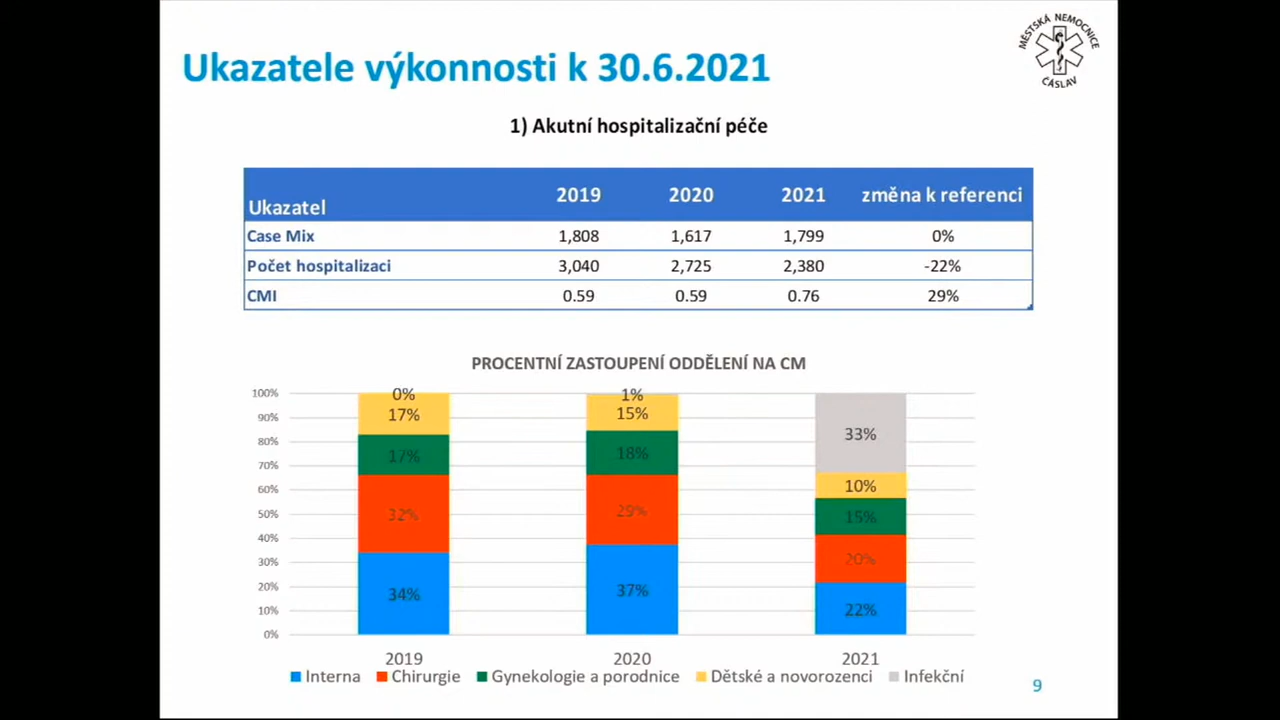 Ukazatele výkonnosti k 30.6.2021
MĚSTSKÁ NEMOCNICE
ČÁSLAV
1) Akutní hospitalizační péče
Ukazatel 2019 2020 2021 změna k referenci
Case Mix 1,808 1,617 1,799 0%
Počet hospitalizaci 3,040 2,725 2,380 -22%
CMI 0.59 0.59 0.76 29%
PROCENTNÍ ZASTOUPENÍ ODDĚLENÍ NA CM
100%
90%
80%
70%
60%
50%
40%
30%
20%
10%
0%
0%
17%
17%
32%
34%
1%
15%
18%
29%
37%
33%
10%
15%
20%
22%
2019 2020 2021
Interna Chirurgie Gynekologie a porodnice Dětské a novorozenci Infekční
9